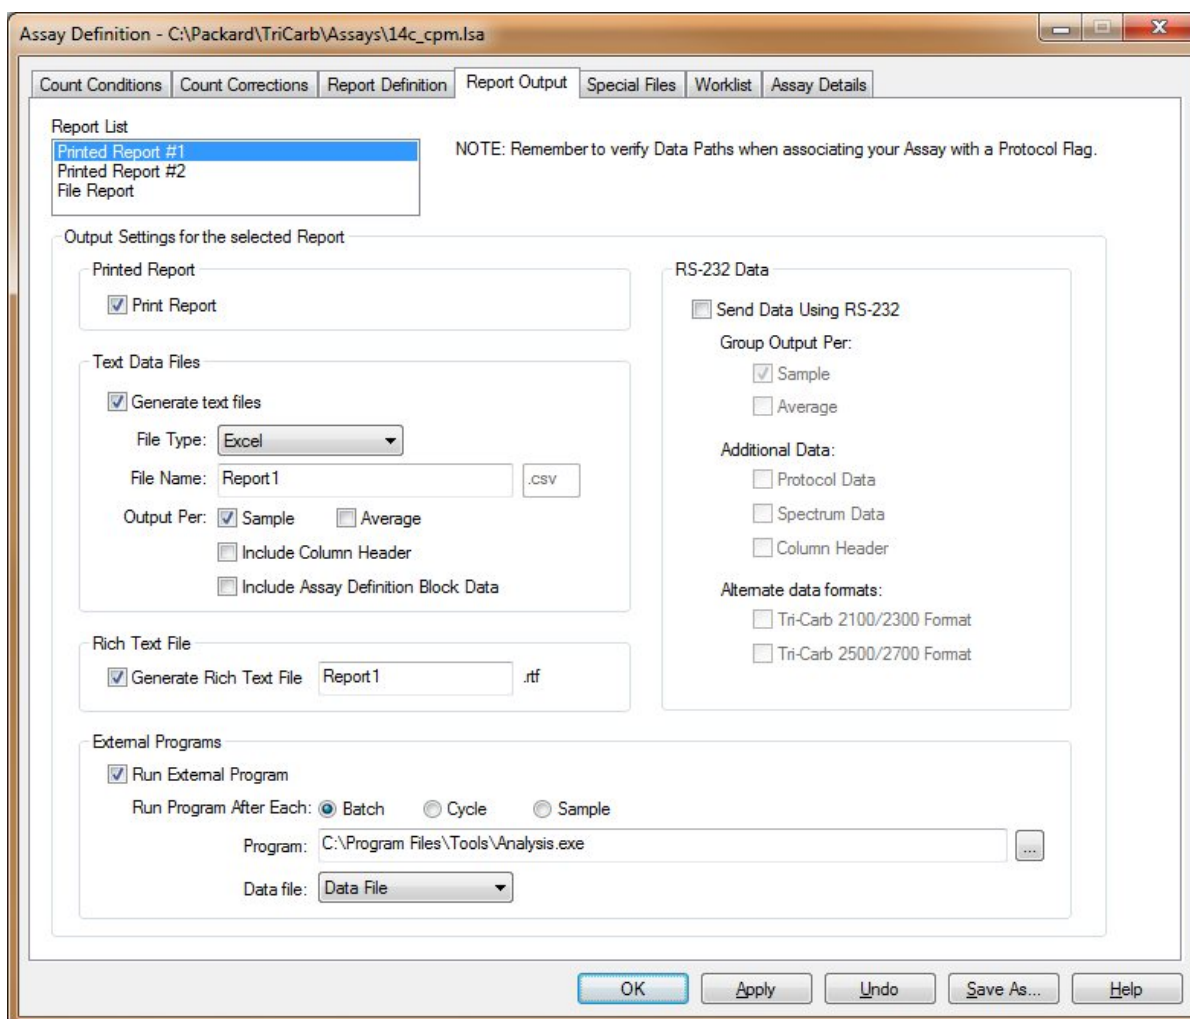 Assay Definition - C:\Packard\TriCarb\Assays\14c_cpm.lsa
Count Conditions Count Corrections Report Definition Report Output Special Files Worklist Assay Details
Report List
Printed Report #1
Printed Report #2
File Report
NOTE: Remember to verify Data Paths when associating your Assay with a Protocol Flag.
Output Settings for the selected Report
Printed Report
Print Report
Text Data Files
Generate text files
File Type: Excel
File Name: Report1 .csv
Output Per: Sample Average
Include Column Header
Include Assay Definition Block Data
Rich Text File
Generate Rich Text File Report1 .rtf
RS-232 Data
Send Data Using RS-232
Group Output Per:
Sample
Average
Additional Data:
Protocol Data
Spectrum Data
Column Header
Alternate data formats:
Tri-Carb 2100/2300 Format
Tri-Carb 2500/2700 Format
External Programs
Run External Program
Run Program After Each: Batch Cycle Sample
Program: C:\Program Files\Tools\Analysis.exe ...
Data file: Data File
OK Apply Undo Save As... Help